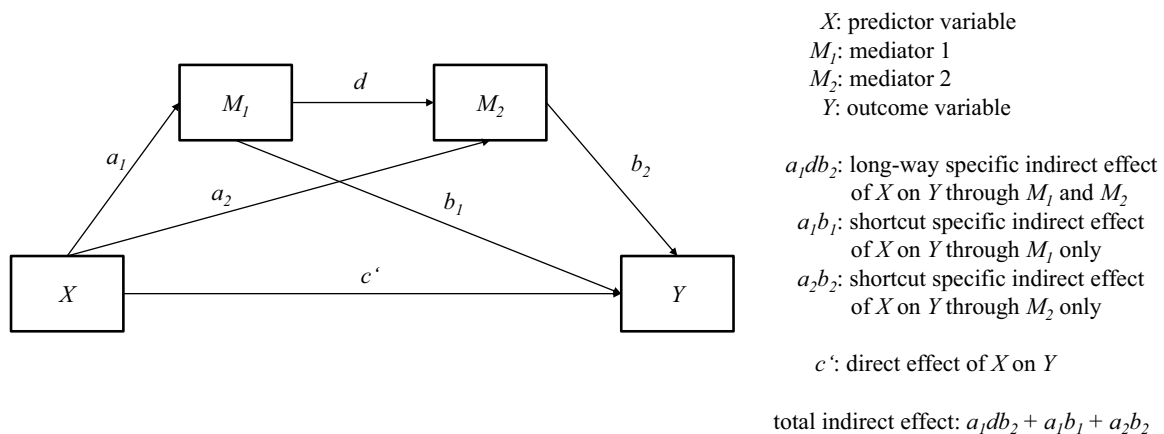 X: predictor variable
M₁: mediator 1
M₂: mediator 2
Y: outcome variable
a₁db₂: long-way specific indirect effect
of X on Y through M₁ and M₂
a₁b₁: shortcut specific indirect effect
of X on Y through M₁ only
a₂b₂: shortcut specific indirect effect
of X on Y through M₂ only
c‘: direct effect of X on Y
total indirect effect: a₁db₂ + a₁b₁ + a₂b₂
M₁
d
M₂
a₁
a₂
b₁
b₂
X
c‘
Y